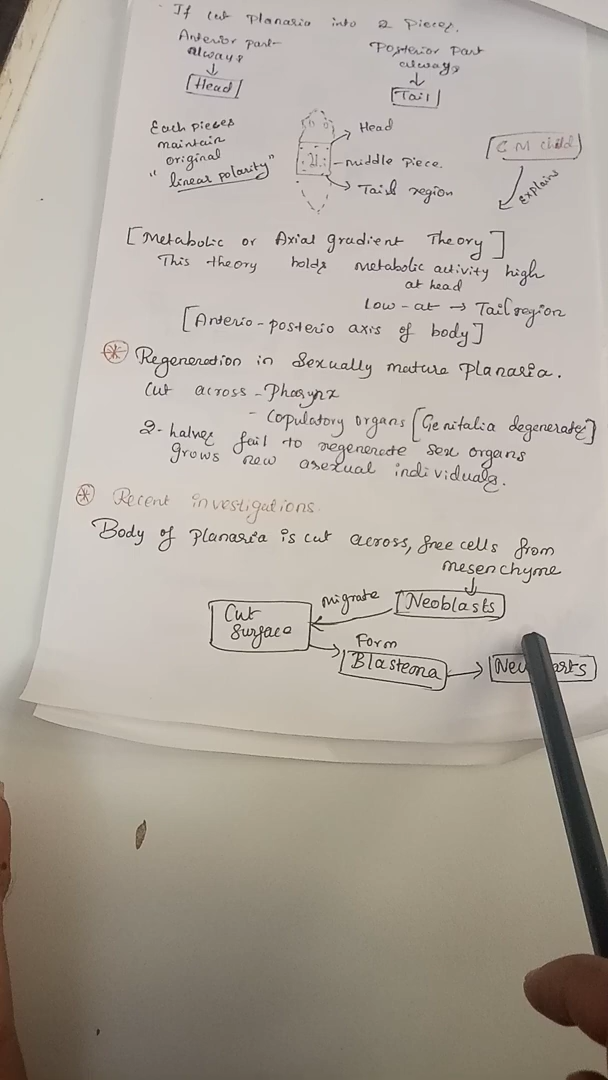 If cut Planaria into 2 pieces.
Anterior part always
↓
Head
Posterior part always
↓
Tail
Each pieces maintain original
"linear polarity"
Head
middle piece.
Tail region
C M child
explain
[Metabolic or Axial gradient Theory]
This theory holds metabolic activity high
at head
Low - at → Tail region
[Anterio-posterio axis of body]
Regeneration in Sexually mature Planaria.
Cut across - Pharynx
- Copulatory organs [Genitalia degenerate]
2-halves fail to regenerate sex organs
grows new asexual individuals.
Recent investigations.
Body of Planaria is cut across, free cells from
mesenchyme
↓
Neoblasts
migrate
Cut Surface
Form
Blastema →